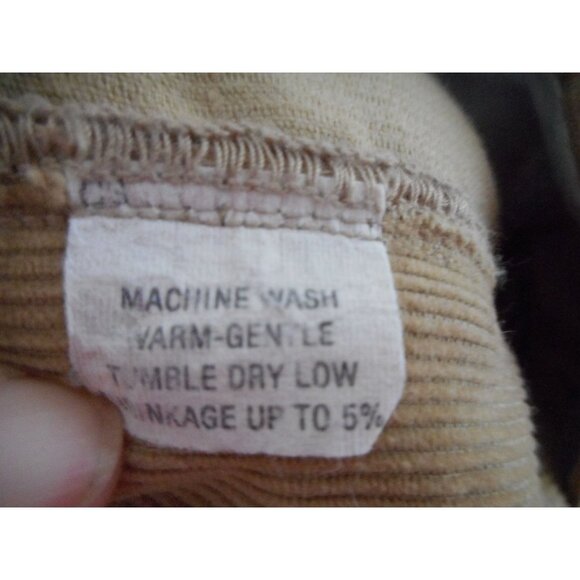 MACHINE WASH
WARM-GENTLE
TUMBLE DRY LOW
SHRINKAGE UP TO 5%